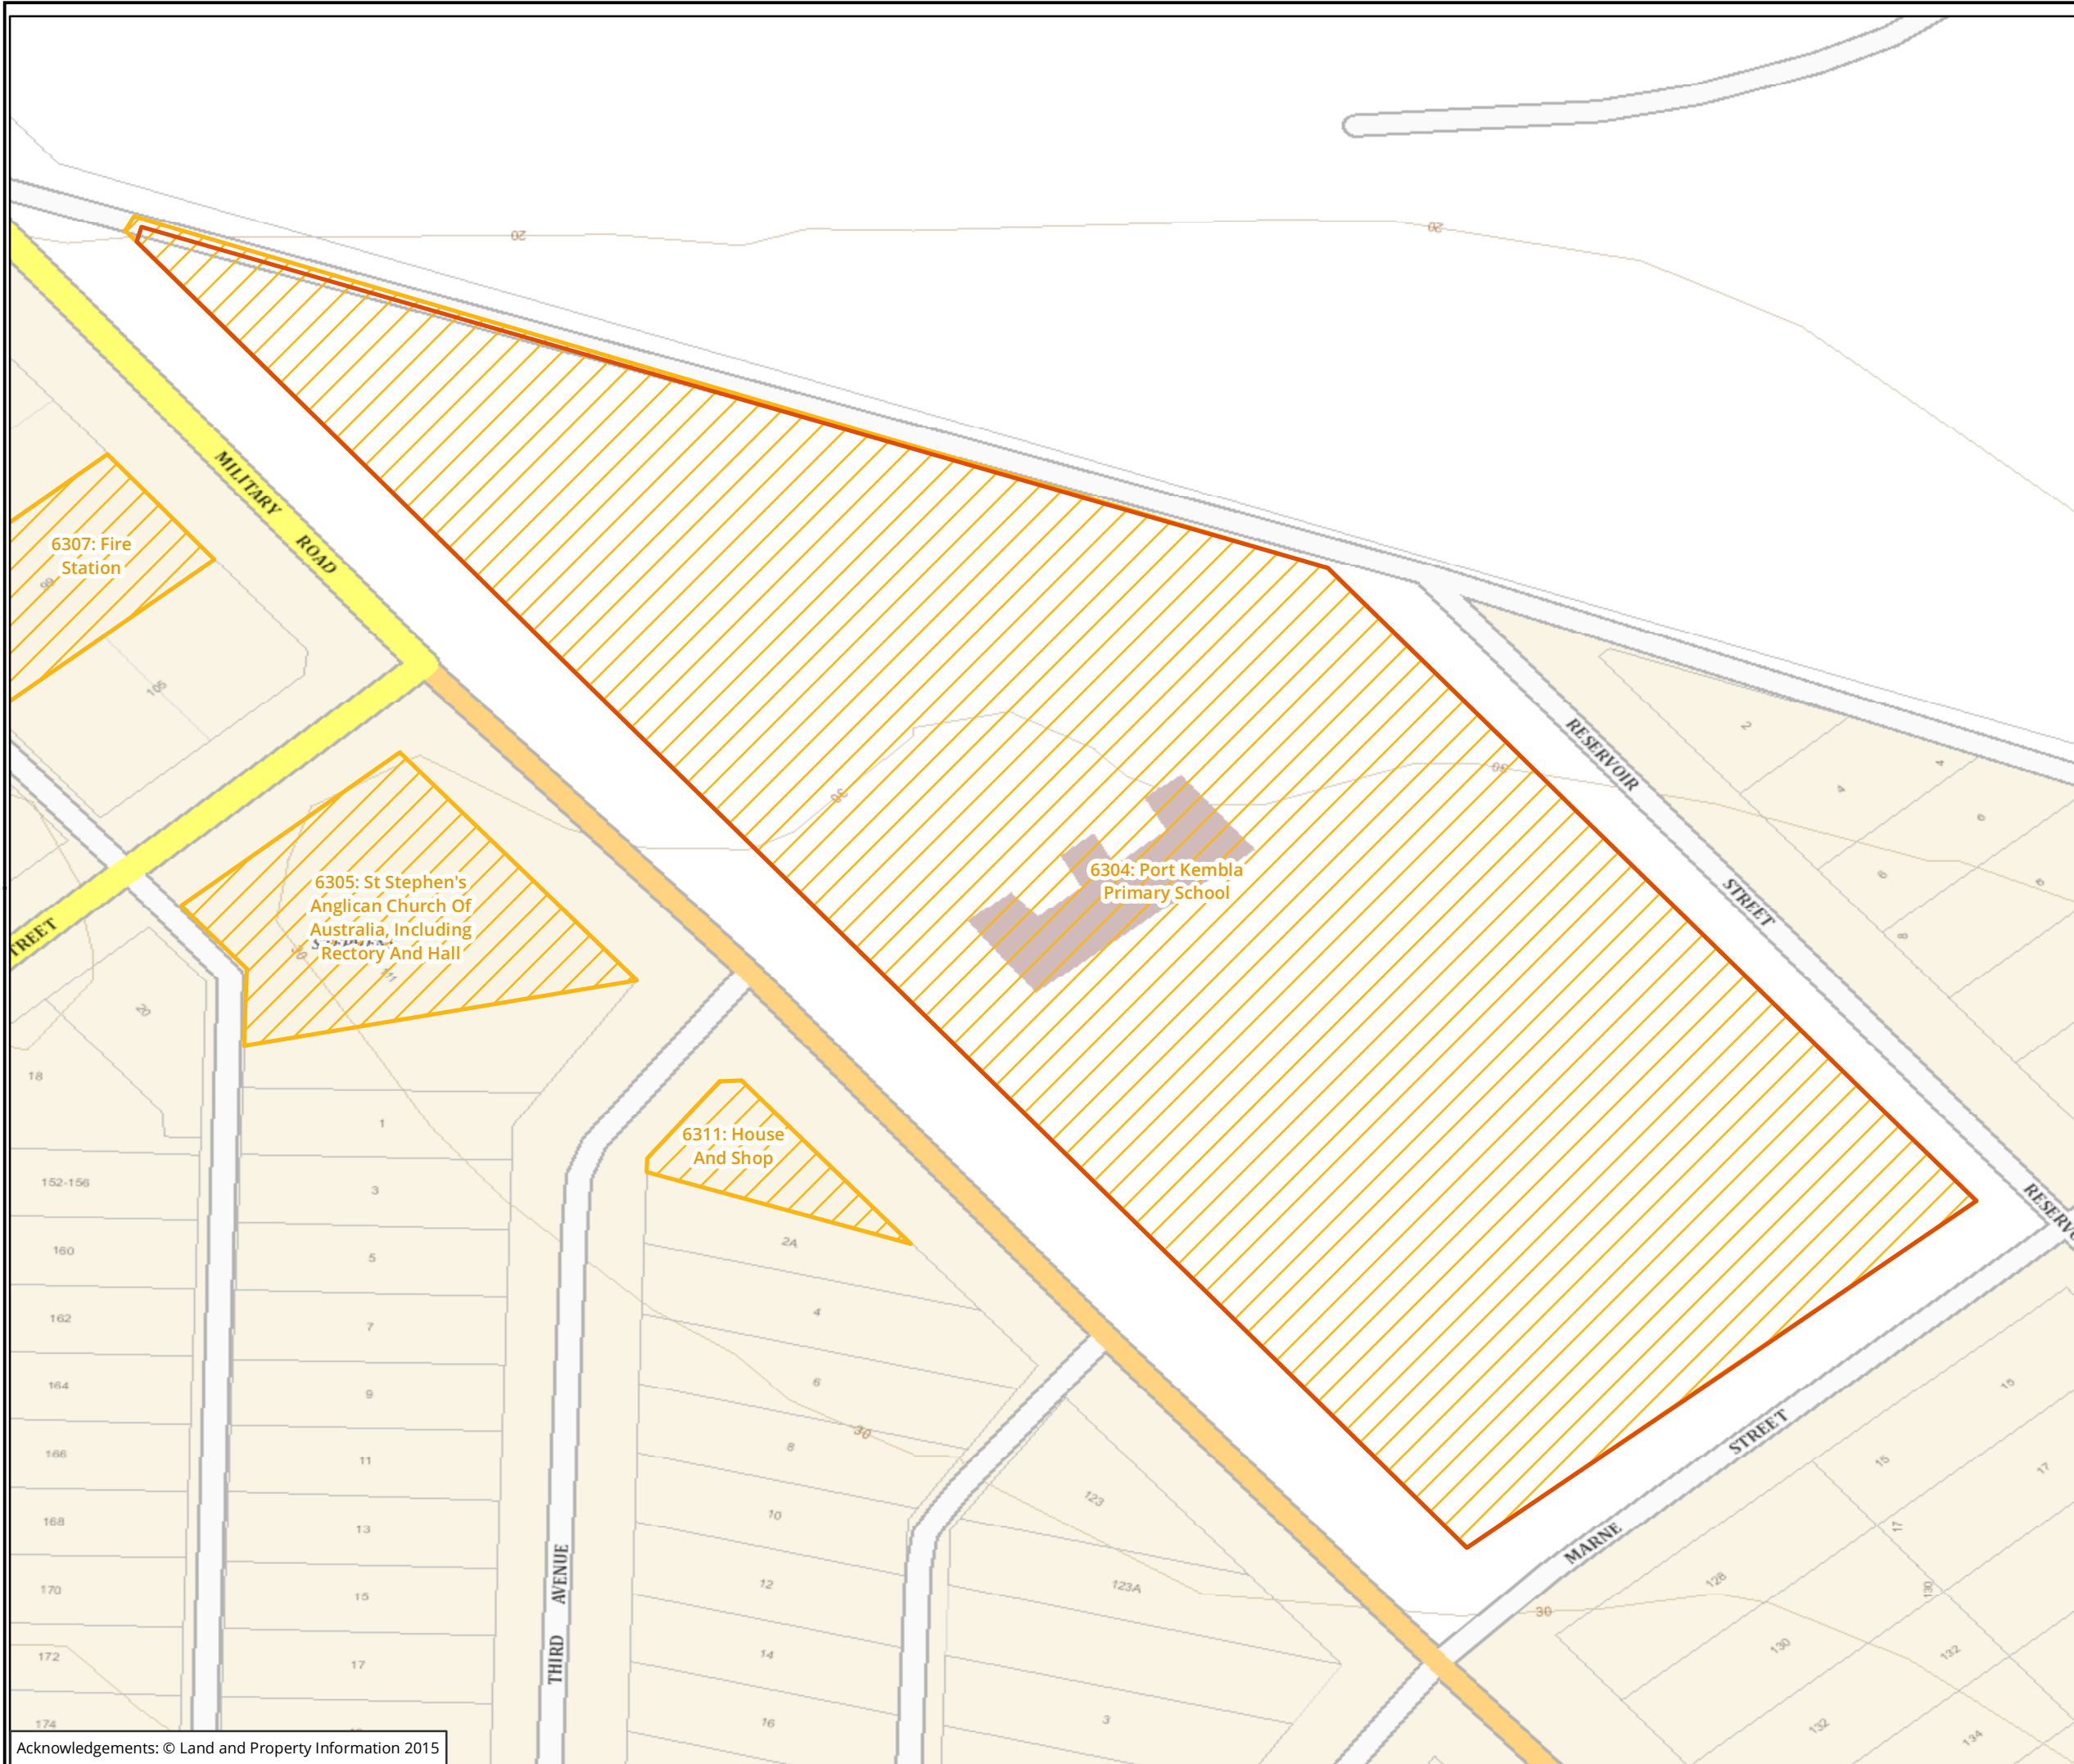 20
20
MILITARY
ROAD
6307: Fire
Station
99
105
RESERVOIR
STREET
2
4
4
6
6
8
30
30
6304: Port Kembla
Primary School
6305: St Stephen's
Anglican Church Of
Australia, Including
Rectory And Hall
111
30
TREET
20
18
1
152-156
3
160
5
162
7
164
9
166
11
168
13
170
15
172
17
174
6311: House
And Shop
2A
4
6
8
30
10
12
14
16
THIRD AVENUE
123
123A
3
MARNE
STREET
15
15
17
17
128
130
130
132
132
134
30
Acknowledgements: © Land and Property Information 2015